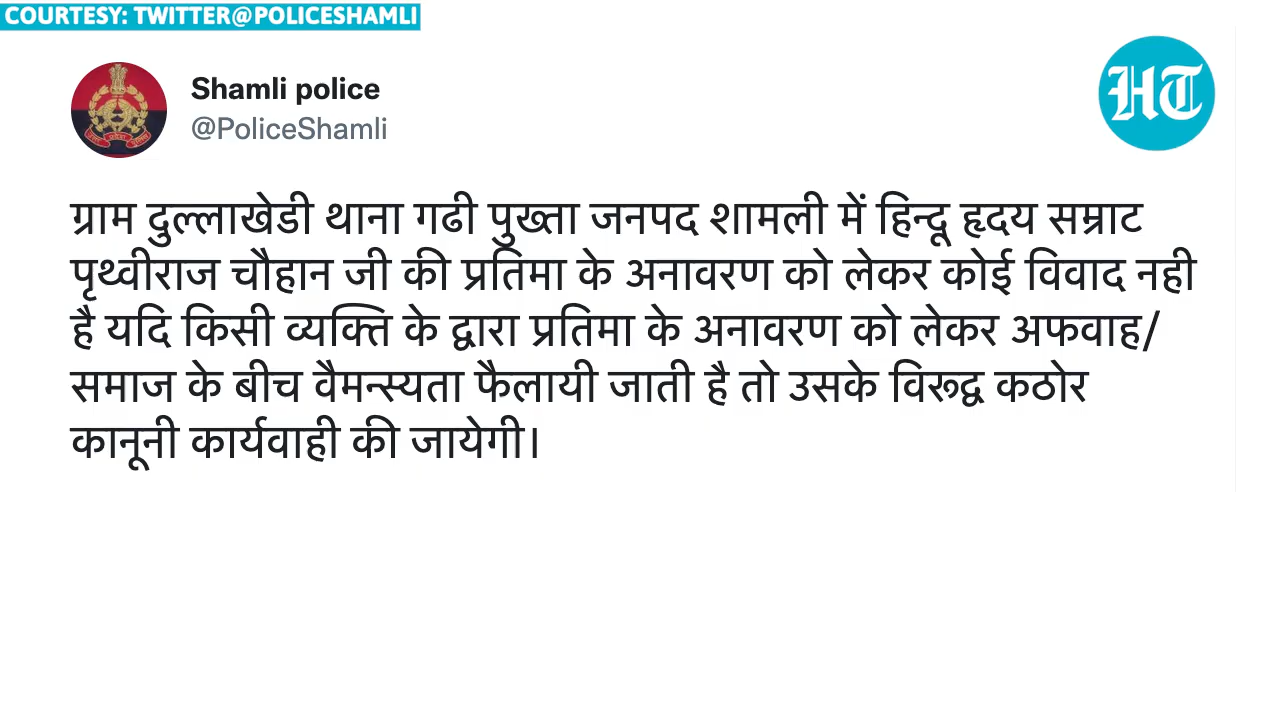 COURTESY: TWITTER@POLICESHAMLI
Shamli police
@PoliceShamli
HT
ग्राम दुल्लाखेडी थाना गढी पुख्ता जनपद शामली में हिन्दू हृदय सम्राट
पृथ्वीराज चौहान जी की प्रतिमा के अनावरण को लेकर कोई विवाद नही
है यदि किसी व्यक्ति के द्वारा प्रतिमा के अनावरण को लेकर अफवाह/
समाज के बीच वैमन्स्यता फैलायी जाती है तो उसके विरूद्व कठोर
कानूनी कार्यवाही की जायेगी।